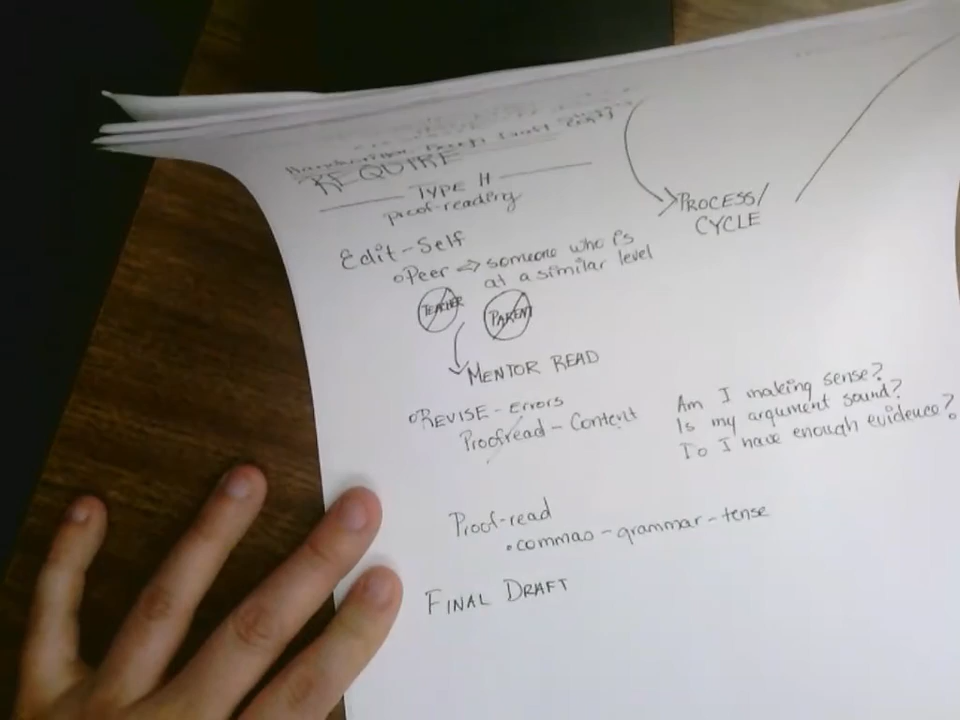 Handwritten
REQUIRE
TYPE H
proof-reading
PROCESS/
CYCLE
Edit-Self
Peer ⇒ someone who is
at a similar level
TEACHER PARENT
MENTOR READ
REVISE - Errors
Proofread - Content
Am I making sense?
Is my argument sound?
Do I have enough evidence?
Proof-read
• commas - grammar - tense
FINAL DRAFT